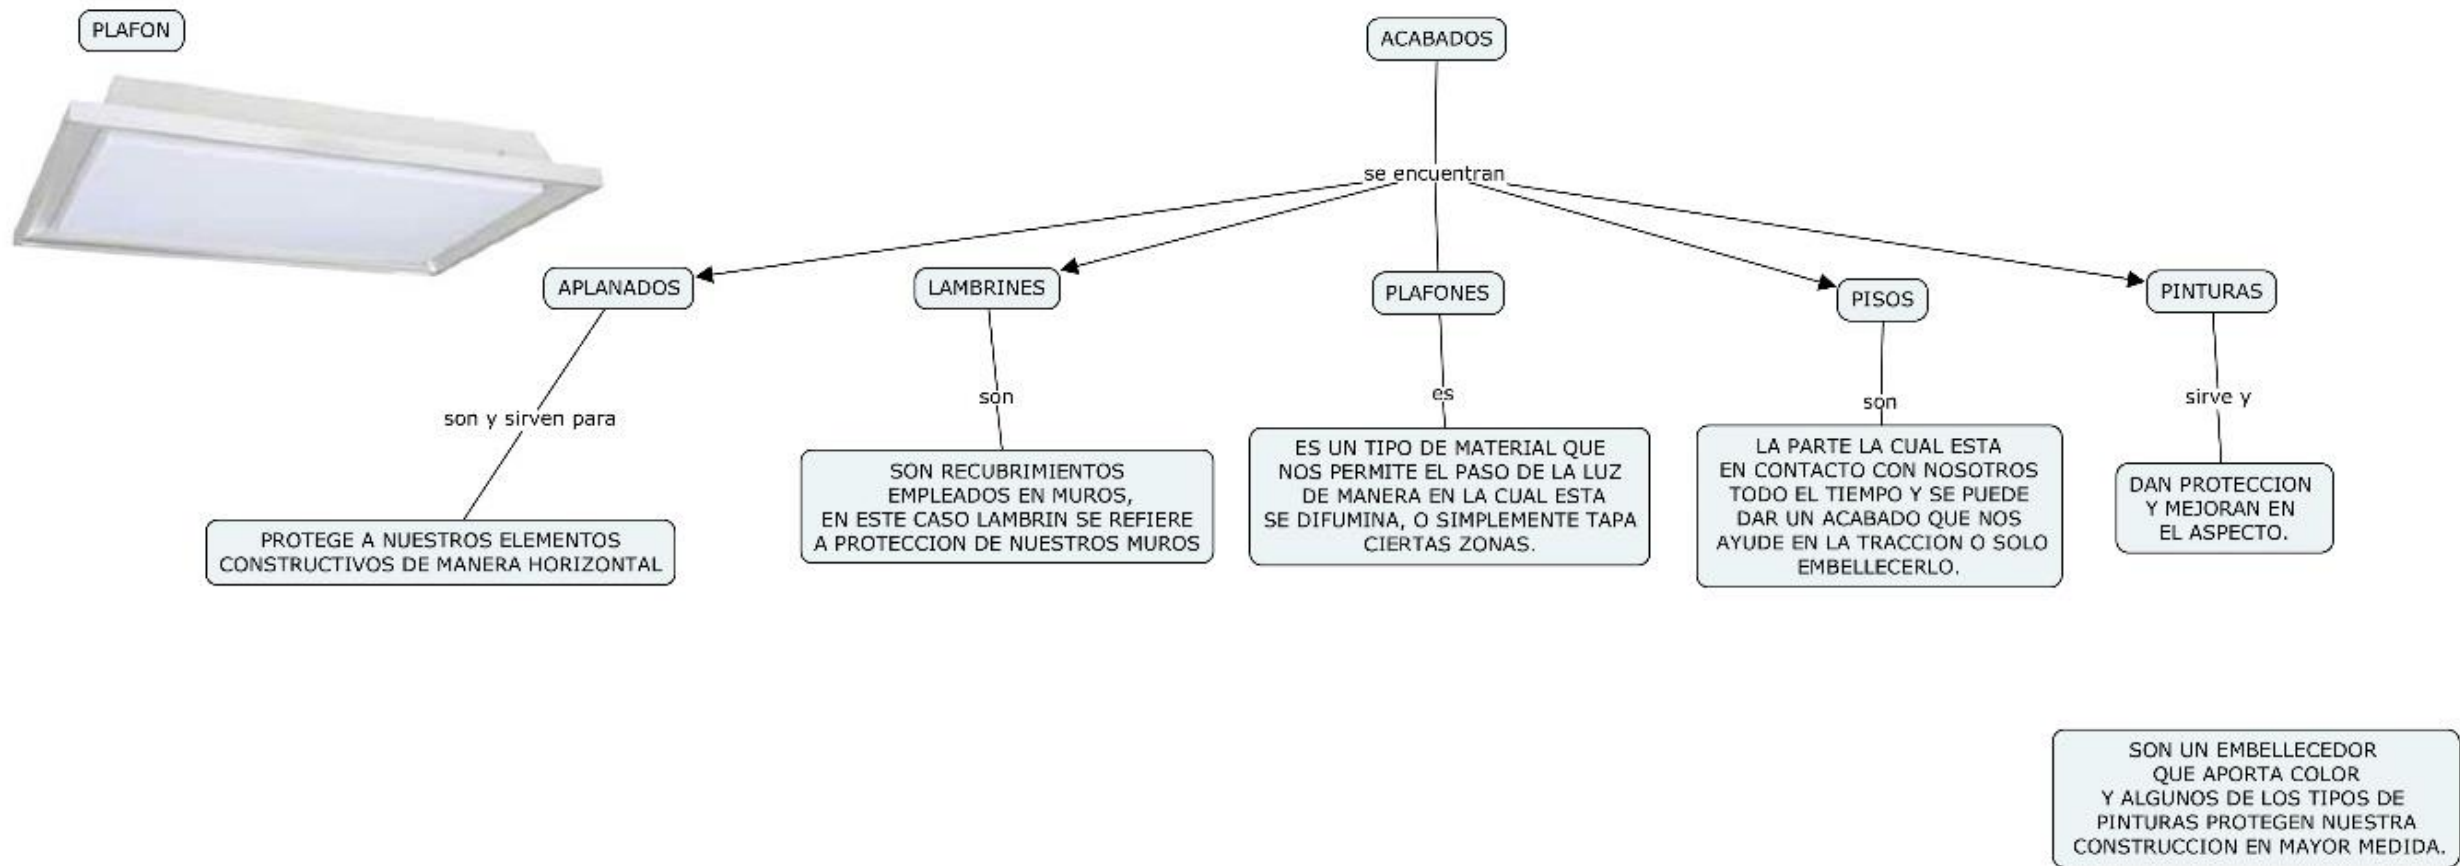 PLAFON
ACABADOS
se encuentran
APLANADOS
LAMBRINES
PLAFONES
PISOS
PINTURAS
son y sirven para
son
es
son
sirve y
PROTEGE A NUESTROS ELEMENTOS
CONSTRUCTIVOS DE MANERA HORIZONTAL
SON RECUBRIMIENTOS
EMPLEADOS EN MUROS,
EN ESTE CASO LAMBRIN SE REFIERE
A PROTECCION DE NUESTROS MUROS
ES UN TIPO DE MATERIAL QUE
NOS PERMITE EL PASO DE LA LUZ
DE MANERA EN LA CUAL ESTA
SE DIFUMINA, O SIMPLEMENTE TAPA
CIERTAS ZONAS.
LA PARTE LA CUAL ESTA
EN CONTACTO CON NOSOTROS
TODO EL TIEMPO Y SE PUEDE
DAR UN ACABADO QUE NOS
AYUDE EN LA TRACCION O SOLO
EMBELLECERLO.
DAN PROTECCION
Y MEJORAN EN
EL ASPECTO.
SON UN EMBELLECEDOR
QUE APORTA COLOR
Y ALGUNOS DE LOS TIPOS DE
PINTURAS PROTEGEN NUESTRA
CONSTRUCCION EN MAYOR MEDIDA.